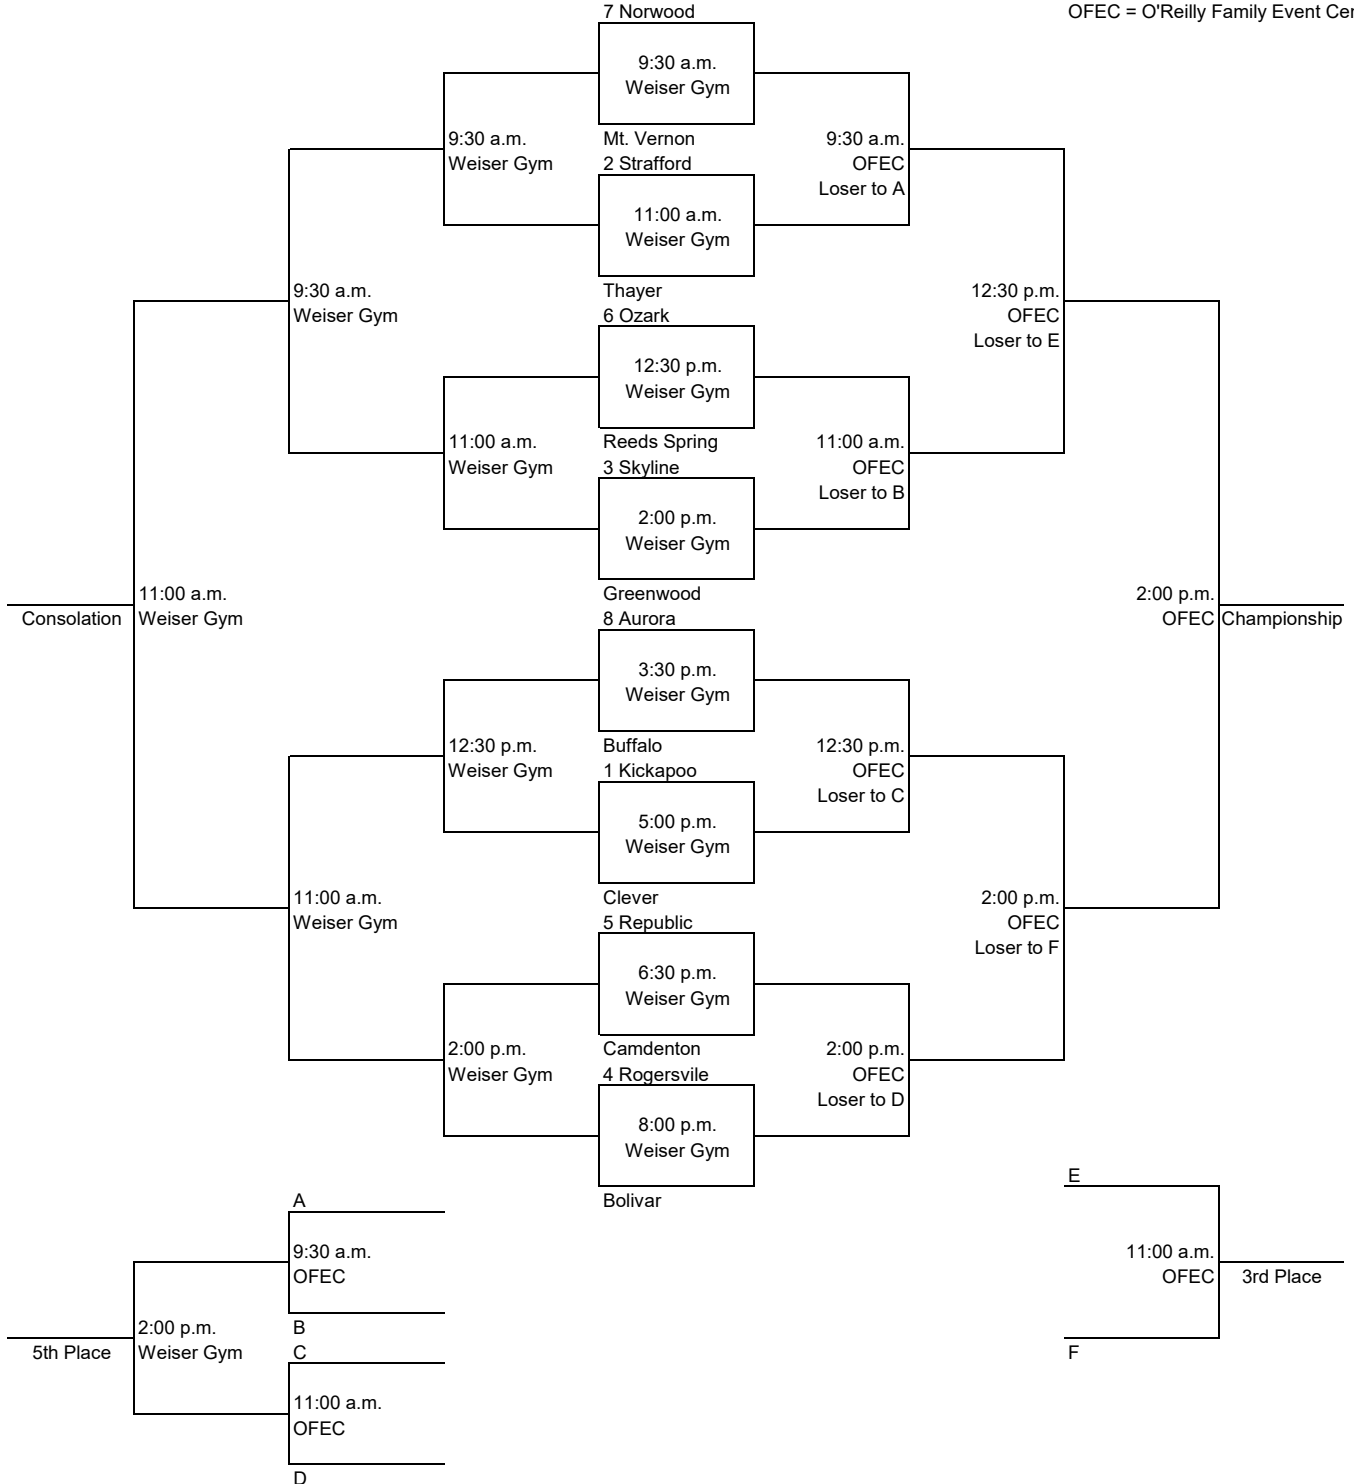 7 Norwood
OFEC = O'Reilly Family Event Cer
9:30 a.m.
Weiser Gym
9:30 a.m.
Weiser Gym
Mt. Vernon
2 Strafford
9:30 a.m.
OFEC
Loser to A
11:00 a.m.
Weiser Gym
9:30 a.m.
Weiser Gym
Thayer
6 Ozark
12:30 p.m.
OFEC
Loser to E
12:30 p.m.
Weiser Gym
11:00 a.m.
Weiser Gym
Reeds Spring
3 Skyline
11:00 a.m.
OFEC
Loser to B
2:00 p.m.
Weiser Gym
Consolation
11:00 a.m.
Weiser Gym
Greenwood
8 Aurora
2:00 p.m.
OFEC
Championship
3:30 p.m.
Weiser Gym
12:30 p.m.
Weiser Gym
Buffalo
1 Kickapoo
12:30 p.m.
OFEC
Loser to C
5:00 p.m.
Weiser Gym
11:00 a.m.
Weiser Gym
Clever
5 Republic
2:00 p.m.
OFEC
Loser to F
6:30 p.m.
Weiser Gym
2:00 p.m.
Weiser Gym
Camdenton
4 Rogersvile
2:00 p.m.
OFEC
Loser to D
8:00 p.m.
Weiser Gym
Bolivar
A
9:30 a.m.
OFEC
B
C
11:00 a.m.
OFEC
D
2:00 p.m.
Weiser Gym
5th Place
E
11:00 a.m.
OFEC
3rd Place
F